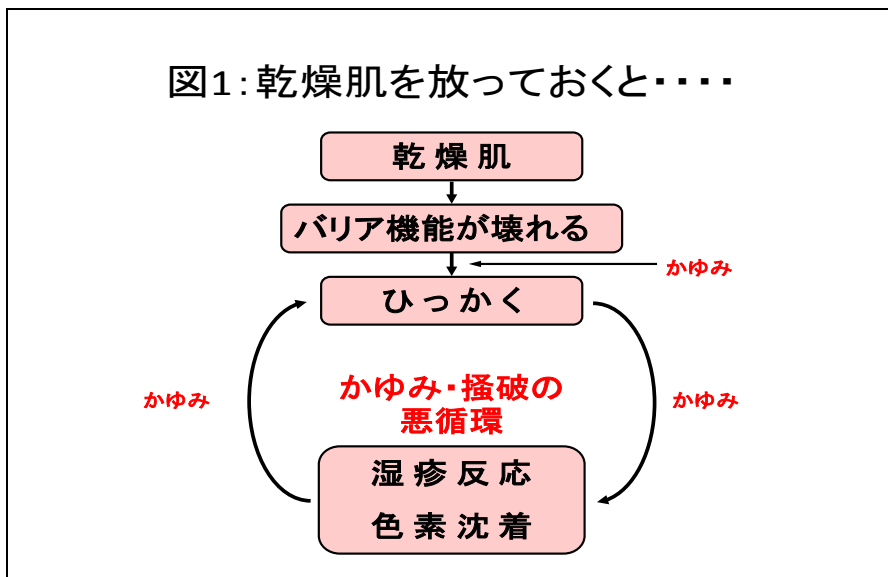 図1：乾燥肌を放っておくと・・・・
乾燥肌
バリア機能が壊れる
かゆみ
ひっかく
かゆみ
かゆみ・掻破の
悪循環
かゆみ
湿疹反応
色素沈着